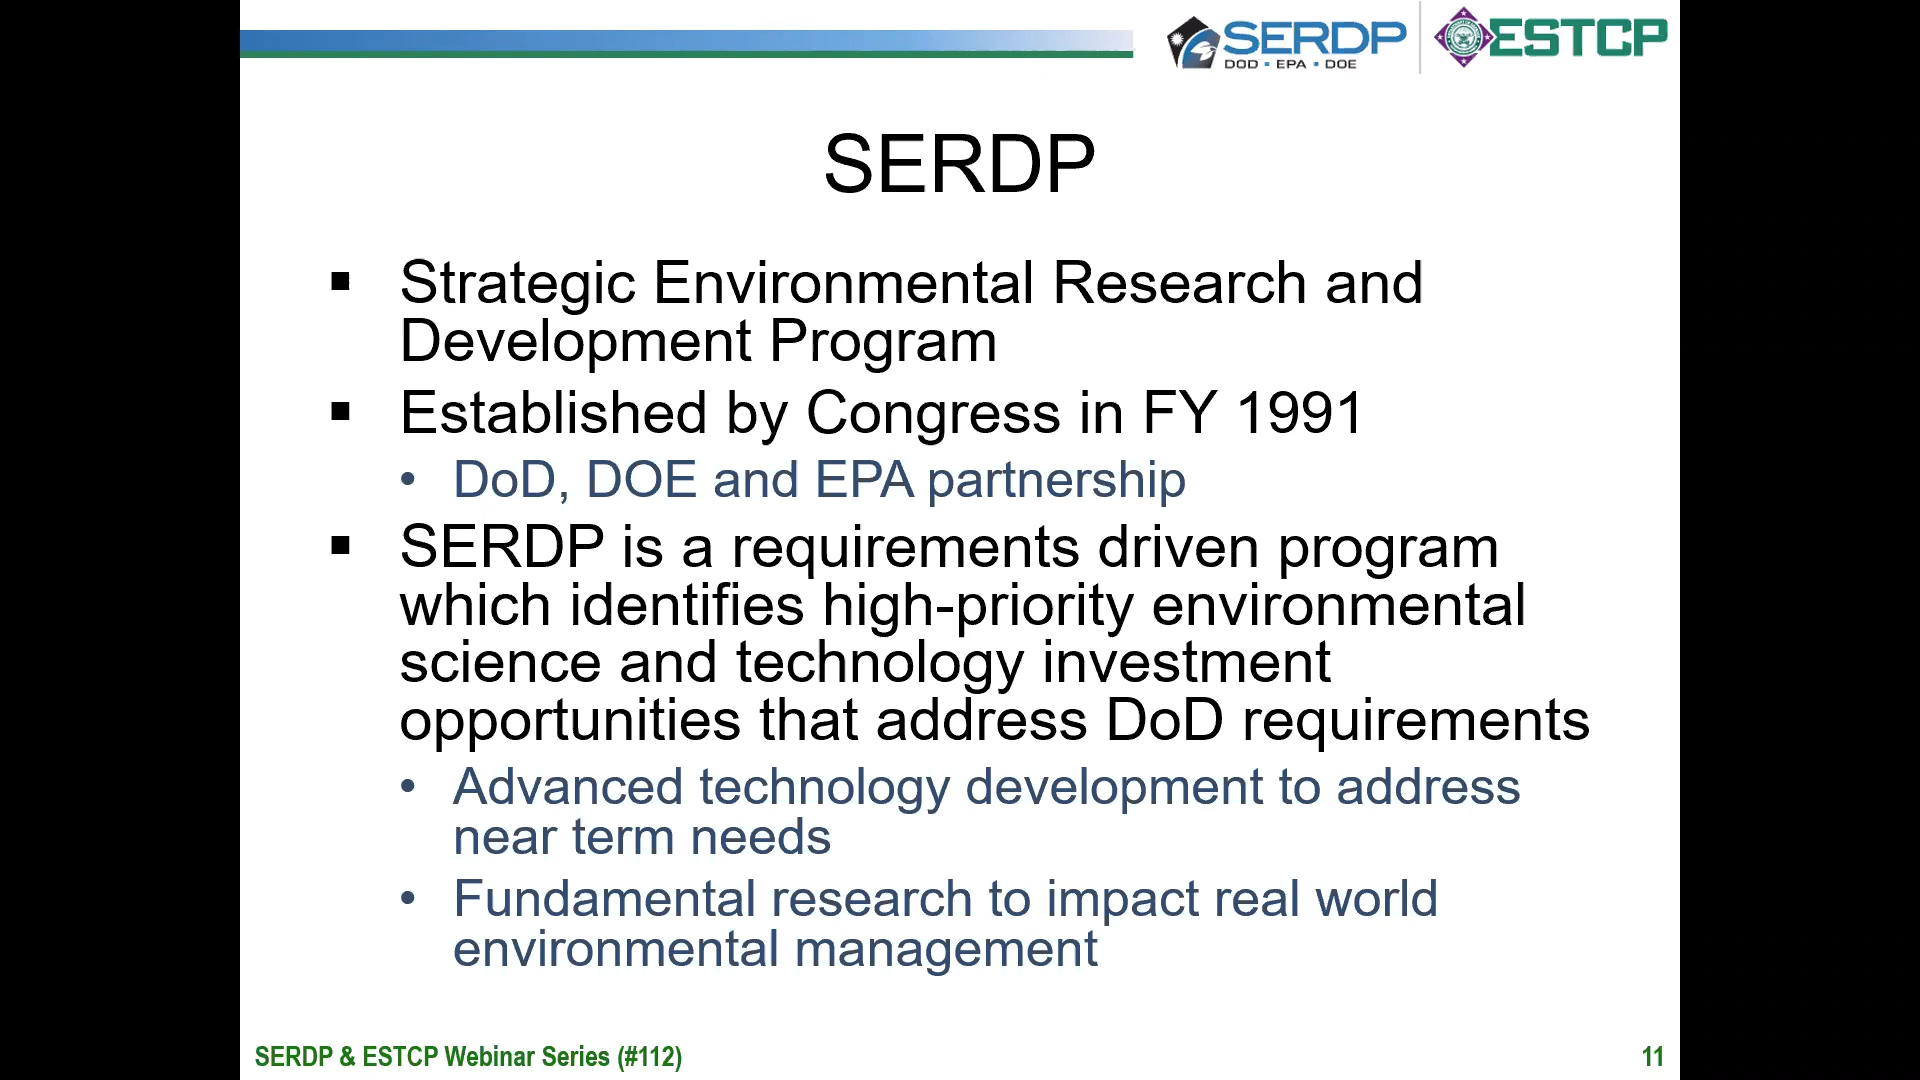 SERDP
DOD ▪ EPA ▪ DOE
ESTCP
SERDP
▪ Strategic Environmental Research and
Development Program
▪ Established by Congress in FY 1991
• DoD, DOE and EPA partnership
▪ SERDP is a requirements driven program
which identifies high-priority environmental
science and technology investment
opportunities that address DoD requirements
• Advanced technology development to address
near term needs
• Fundamental research to impact real world
environmental management
SERDP & ESTCP Webinar Series (#112)
11